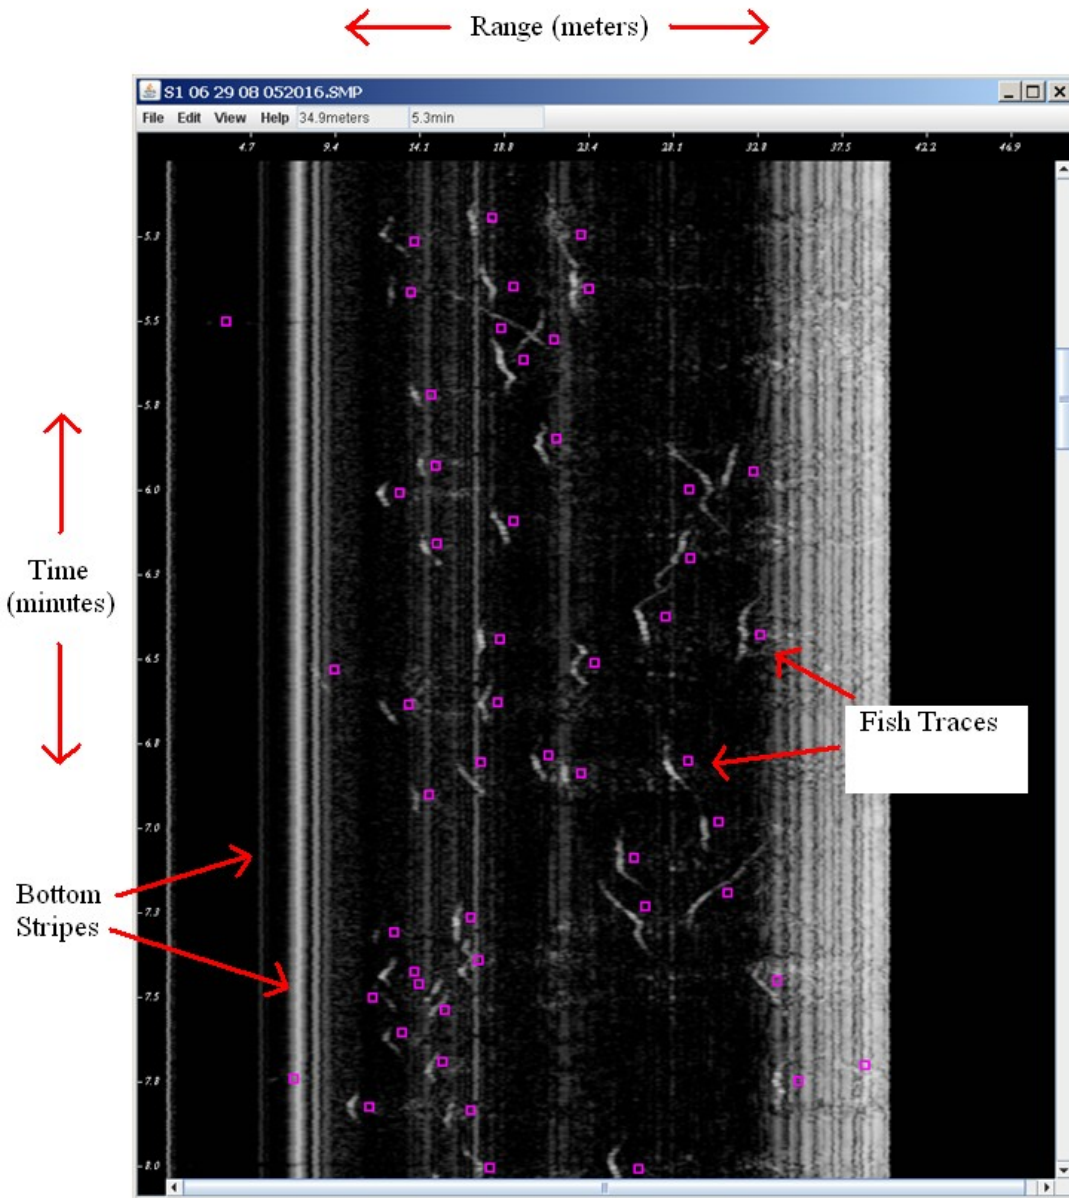 Range (meters)
S1 06 29 08 052016.SMP
File Edit View Help 34.9meters 5.3min
4.7 9.4 14.1 18.8 23.4 28.1 32.8 37.5 42.2 46.9
5.3
5.5
5.8
6.0
6.3
6.5
6.8
7.0
7.3
7.5
7.8
8.0
Time
(minutes)
Fish Traces
Bottom
Stripes